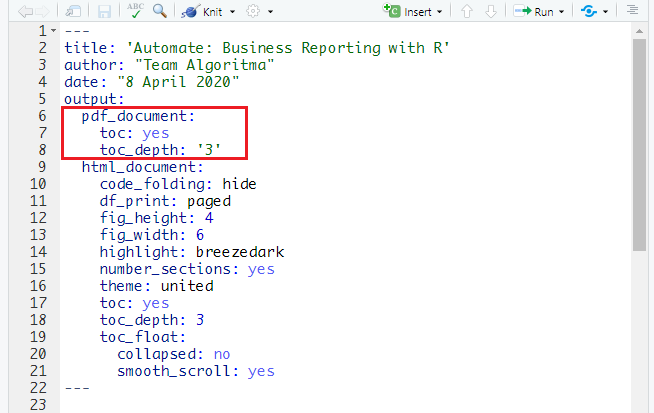 ABC Knit Insert Run
1 ---
2 title: 'Automate: Business Reporting with R'
3 author: "Team Algoritma"
4 date: "8 April 2020"
5 output:
6   pdf_document:
7     toc: yes
8     toc_depth: '3'
9   html_document:
10     code_folding: hide
11     df_print: paged
12     fig_height: 4
13     fig_width: 6
14     highlight: breezedark
15     number_sections: yes
16     theme: united
17     toc: yes
18     toc_depth: 3
19     toc_float:
20       collapsed: no
21       smooth_scroll: yes
22 ---
23